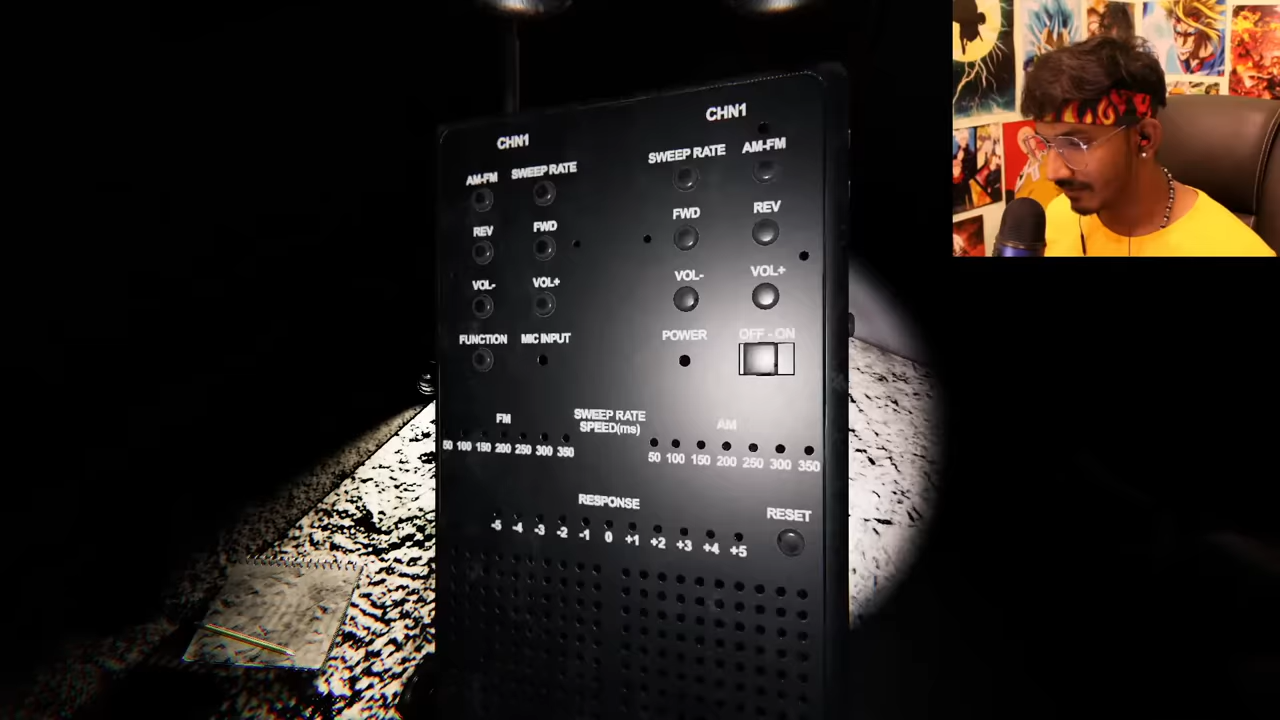 CHN1 CHN1
AM-FM SWEEP RATE SWEEP RATE AM-FM
REV FWD FWD REV
VOL- VOL+ VOL- VOL+
FUNCTION MIC INPUT POWER OFF - ON
FM SWEEP RATE AM
SPEED(ms)
50 100 150 200 250 300 350 50 100 150 200 250 300 350
RESPONSE RESET
-5 -4 -3 -2 -1 0 +1 +2 +3 +4 +5